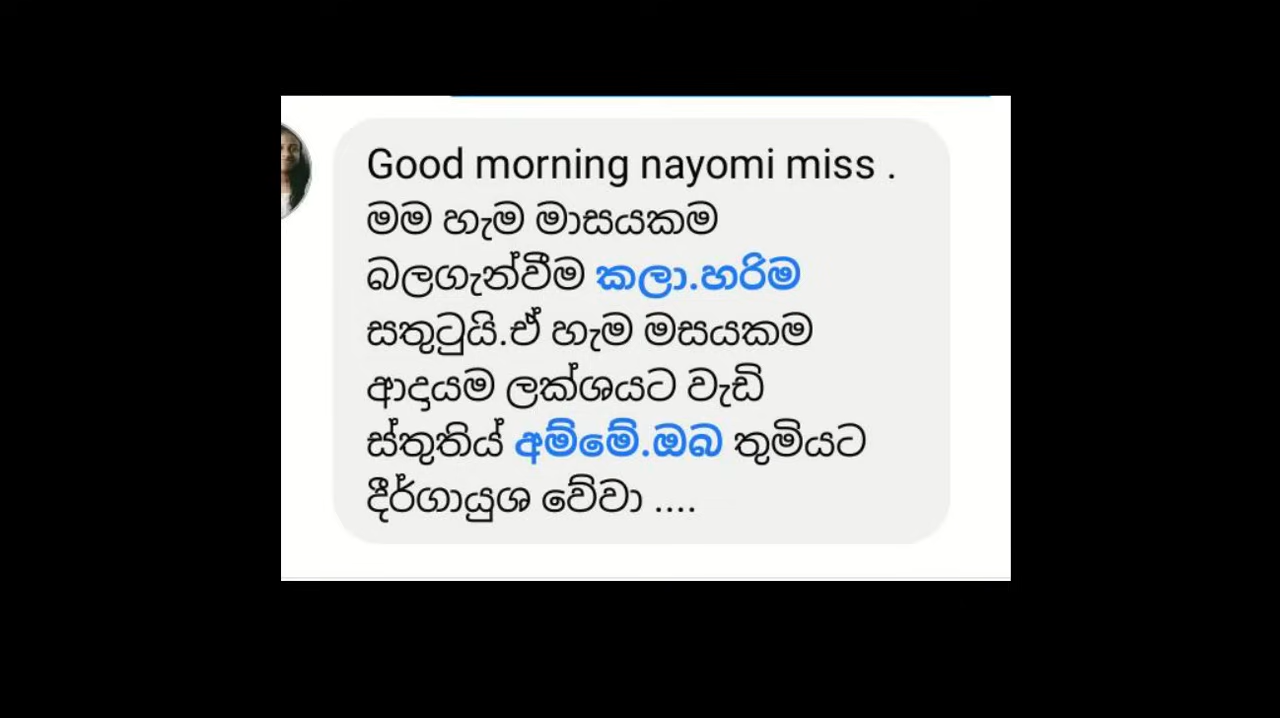 Good morning nayomi miss .
මම හැම මාසයකම
බලගැන්වීම කලා.හරිම
සතුටුයි.ඒ හැම මසයකම
ආදයම ලක්ශයට වැඩි
ස්තුතිය් අම්මේ.ඔබ තුමියට
දීර්ගායුශ වේවා ....